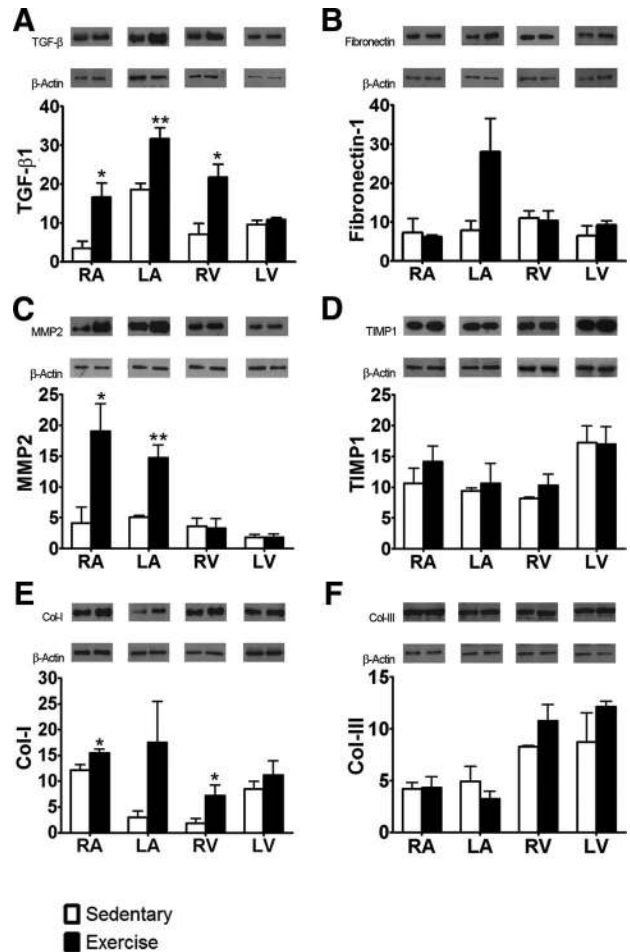 A
B
TGF-β
Fibronectin
β-Actin
β-Actin
40
30
20
10
0
TGF-β1
*
**
*
RA LA RV LV
40
30
20
10
0
Fibronectin-1
RA LA RV LV
C
D
MMP2
TIMP1
β-Actin
β-Actin
25
20
15
10
5
0
MMP2
*
**
RA LA RV LV
25
20
15
10
5
0
TIMP1
RA LA RV LV
E
F
Col-I
Col-III
β-Actin
β-Actin
30
25
20
15
10
5
0
Col-I
*
*
RA LA RV LV
15
10
5
0
Col-III
RA LA RV LV
Sedentary
Exercise